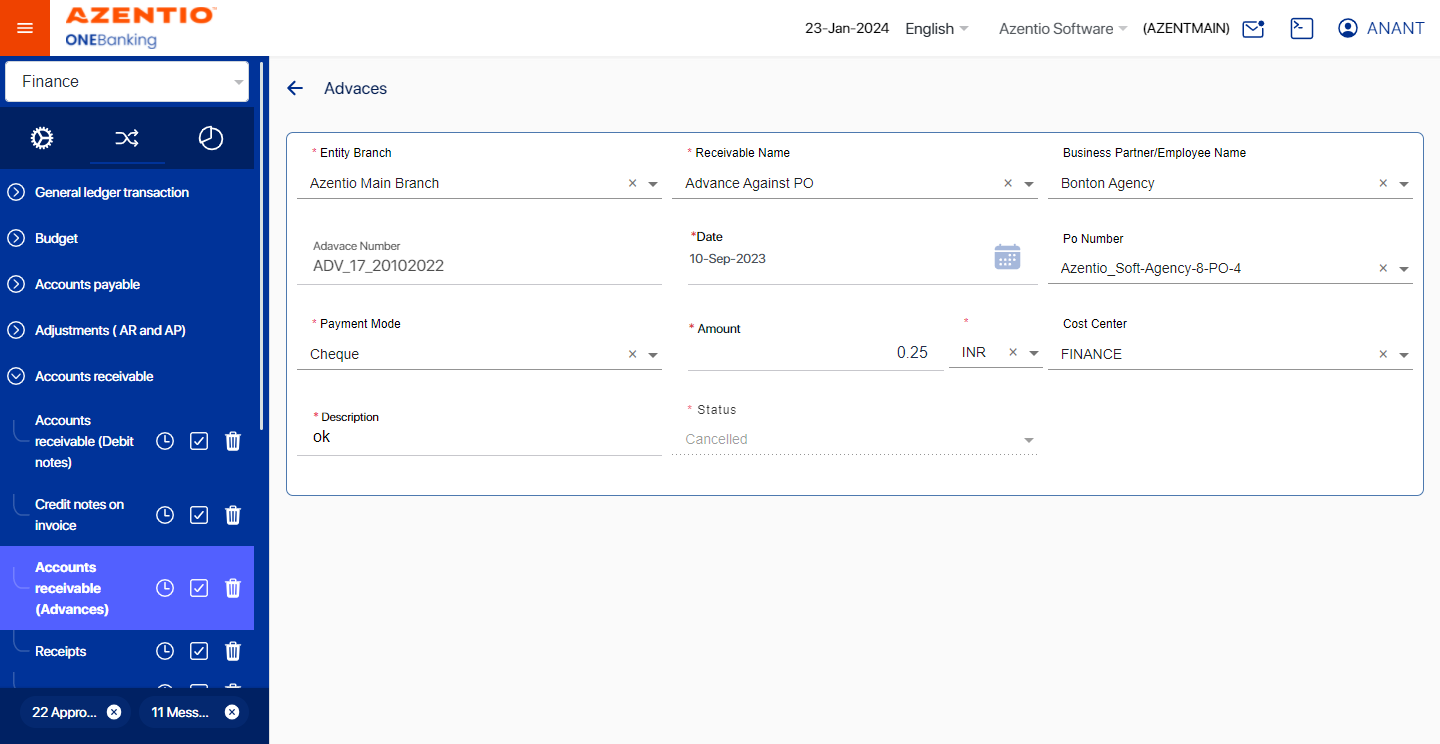 AZENTIO
ONEBanking
23-Jan-2024 English Azentio Software (AZENTMAIN) ANANT
Finance
General ledger transaction
Budget
Accounts payable
Adjustments ( AR and AP)
Accounts receivable
Accounts
receivable (Debit
notes)
Credit notes on
invoice
Accounts
receivable
(Advances)
Receipts
22 Appro...
11 Mess...
Advaces
* Entity Branch
Azentio Main Branch
* Receivable Name
Advance Against PO
Business Partner/Employee Name
Bonton Agency
Adavace Number
ADV_17_20102022
*Date
10-Sep-2023
Po Number
Azentio_Soft-Agency-8-PO-4
* Payment Mode
Cheque
* Amount
0.25
*
INR
Cost Center
FINANCE
* Description
ok
* Status
Cancelled